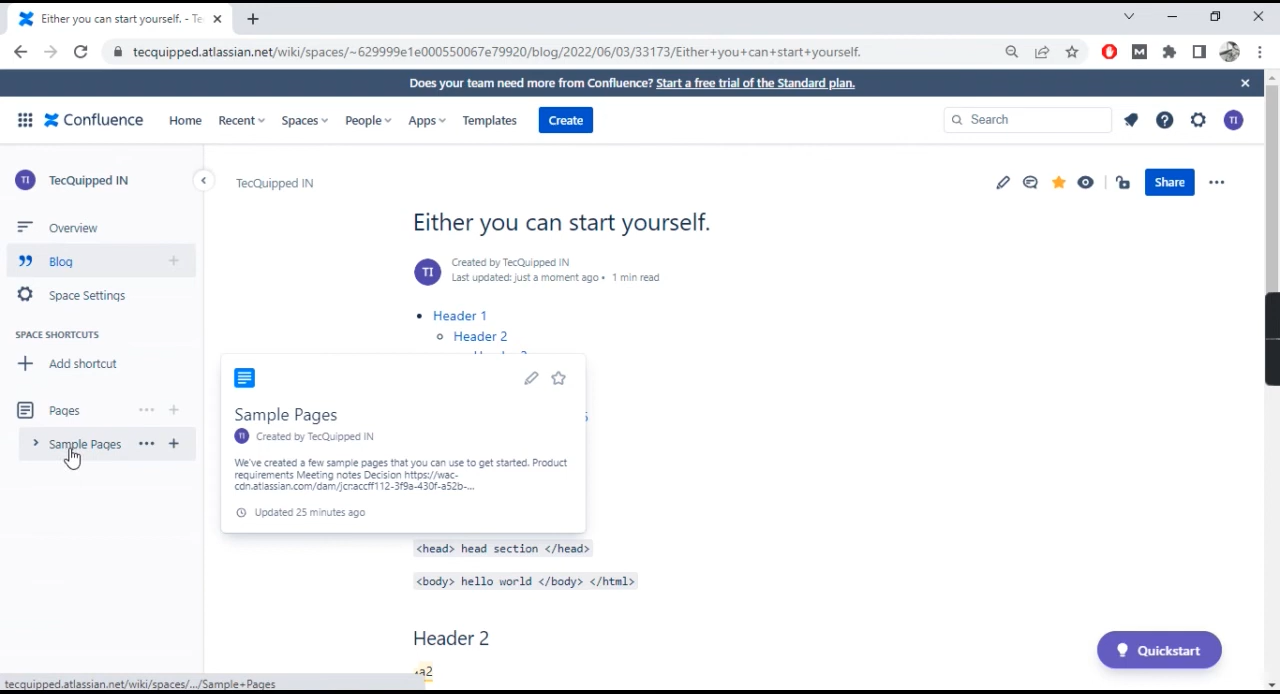 Either you can start yourself. - Te
tecquipped.atlassian.net/wiki/spaces/~629999e1e000550067e79920/blog/2022/06/03/33173/Either+you+can+start+yourself.
Does your team need more from Confluence? Start a free trial of the Standard plan.
Confluence Home Recent Spaces People Apps Templates Create Search TI
TI TecQuipped IN
Overview
Blog
Space Settings
SPACE SHORTCUTS
Add shortcut
Pages
Sample Pages
TecQuipped IN
Share
Either you can start yourself.
TI Created by TecQuipped IN
Last updated: just a moment ago • 1 min read
• Header 1
Header 2
Sample Pages
TI Created by TecQuipped IN
We've created a few sample pages that you can use to get started. Product
requirements Meeting notes Decision https://wac-
cdn.atlassian.com/dam/jcr:accff112-3f9a-430f-a52b-...
Updated 25 minutes ago
<head> head section </head>
<body> hello world </body> </html>
Header 2
Quickstart
tecquipped.atlassian.net/wiki/spaces/.../Sample+Pages